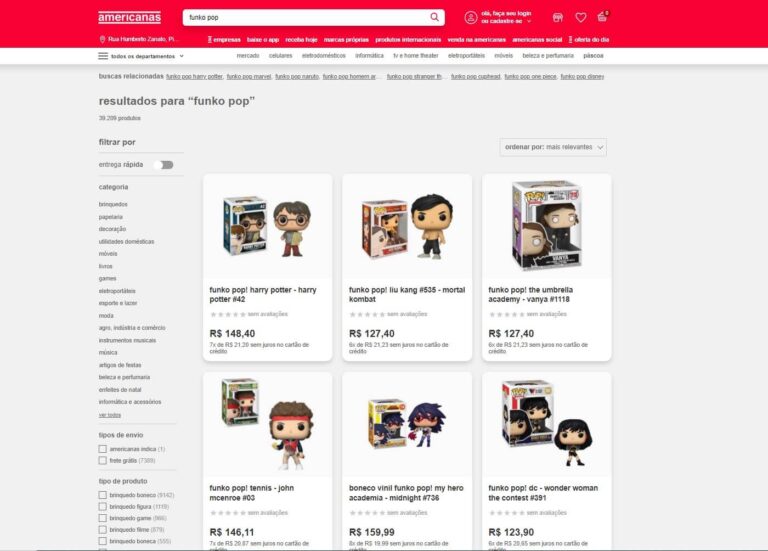 americanas
funko pop
olá, faça seu login
ou cadastre-se
0
Rua Humberto Zanato, Pi...
empresas baixe o app receba hoje marcas próprias produtos internacionais venda na americanas americanas social oferta do dia
todos os departamentos
mercado celulares eletrodomésticos informática tv e home theater eletroportáteis móveis beleza e perfumaria páscoa
buscas relacionadas funko pop harry potter, funko pop marvel, funko pop naruto, funko pop homem ar... funko pop stranger th... funko pop cuphead, funko pop one piece, funko pop disney
resultados para “funko pop”
39.209 produtos
filtrar por
ordenar por: mais relevantes
entrega rápida
categoria
brinquedos
papelaria
decoração
utilidades domésticas
móveis
livros
games
eletroportáteis
esporte e lazer
moda
agro, indústria e comércio
instrumentos musicais
música
artigos de festas
beleza e perfumaria
enfeites de natal
informática e acessórios
ver todos
tipos de envio
americanas indica (1)
frete grátis (7389)
tipo de produto
brinquedo boneco (9142)
brinquedo figura (1119)
brinquedo game (966)
brinquedo filme (879)
brinquedo boneca (555)
funko pop! harry potter - harry
potter #42
sem avaliações
R$ 148,40
7x de R$ 21,20 sem juros no cartão de
crédito
funko pop! liu kang #535 - mortal
kombat
sem avaliações
R$ 127,40
6x de R$ 21,23 sem juros no cartão de
crédito
funko pop! the umbrella
academy - vanya #1118
sem avaliações
R$ 127,40
6x de R$ 21,23 sem juros no cartão de
crédito
funko pop! tennis - john
mcenroe #03
sem avaliações
R$ 146,11
7x de R$ 20,87 sem juros no cartão de
boneco vinil funko pop! my hero
academia - midnight #736
sem avaliações
R$ 159,99
8x de R$ 19,99 sem juros no cartão de
funko pop! dc - wonder woman
the contest #391
sem avaliações
R$ 123,90
6x de R$ 20,65 sem juros no cartão de